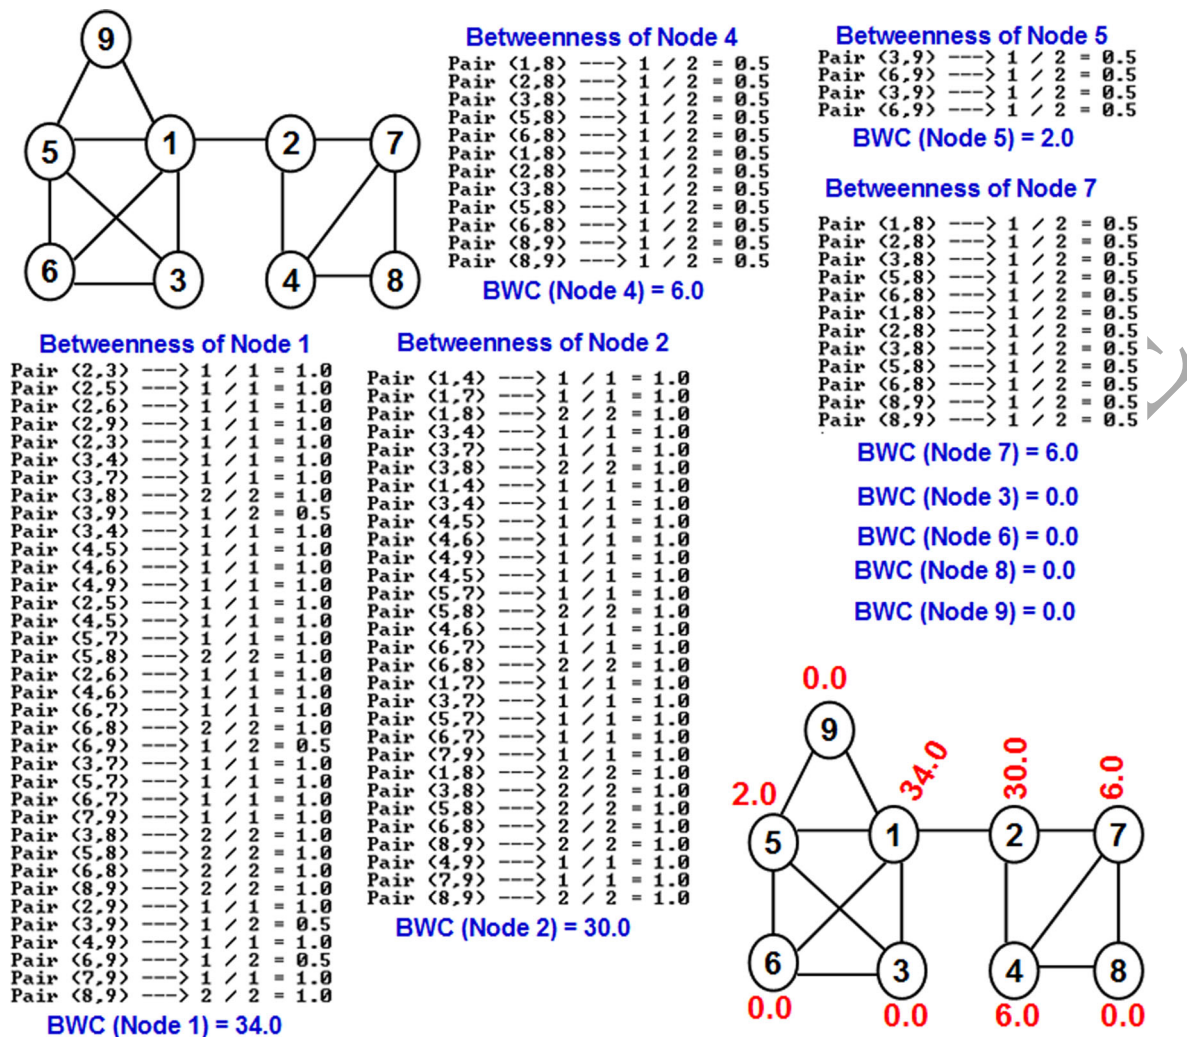 9
5
1
2
7
6
3
4
8
Betweenness of Node 4
Pair (1,8) ---> 1 / 2 = 0.5
Pair (2,8) ---> 1 / 2 = 0.5
Pair (3,8) ---> 1 / 2 = 0.5
Pair (5,8) ---> 1 / 2 = 0.5
Pair (6,8) ---> 1 / 2 = 0.5
Pair (1,8) ---> 1 / 2 = 0.5
Pair (2,8) ---> 1 / 2 = 0.5
Pair (3,8) ---> 1 / 2 = 0.5
Pair (5,8) ---> 1 / 2 = 0.5
Pair (6,8) ---> 1 / 2 = 0.5
Pair (8,9) ---> 1 / 2 = 0.5
Pair (8,9) ---> 1 / 2 = 0.5
BWC (Node 4) = 6.0
Betweenness of Node 5
Pair (3,9) ---> 1 / 2 = 0.5
Pair (6,9) ---> 1 / 2 = 0.5
Pair (3,9) ---> 1 / 2 = 0.5
Pair (6,9) ---> 1 / 2 = 0.5
BWC (Node 5) = 2.0
Betweenness of Node 7
Pair (1,8) ---> 1 / 2 = 0.5
Pair (2,8) ---> 1 / 2 = 0.5
Pair (3,8) ---> 1 / 2 = 0.5
Pair (5,8) ---> 1 / 2 = 0.5
Pair (6,8) ---> 1 / 2 = 0.5
Pair (1,8) ---> 1 / 2 = 0.5
Pair (2,8) ---> 1 / 2 = 0.5
Pair (3,8) ---> 1 / 2 = 0.5
Pair (5,8) ---> 1 / 2 = 0.5
Pair (6,8) ---> 1 / 2 = 0.5
Pair (8,9) ---> 1 / 2 = 0.5
Pair (8,9) ---> 1 / 2 = 0.5
BWC (Node 7) = 6.0
BWC (Node 3) = 0.0
BWC (Node 6) = 0.0
BWC (Node 8) = 0.0
BWC (Node 9) = 0.0
Betweenness of Node 1
Pair (2,3) ---> 1 / 1 = 1.0
Pair (2,5) ---> 1 / 1 = 1.0
Pair (2,6) ---> 1 / 1 = 1.0
Pair (2,9) ---> 1 / 1 = 1.0
Pair (2,3) ---> 1 / 1 = 1.0
Pair (3,4) ---> 1 / 1 = 1.0
Pair (3,7) ---> 1 / 1 = 1.0
Pair (3,8) ---> 2 / 2 = 1.0
Pair (3,9) ---> 1 / 2 = 0.5
Pair (3,4) ---> 1 / 1 = 1.0
Pair (4,5) ---> 1 / 1 = 1.0
Pair (4,6) ---> 1 / 1 = 1.0
Pair (4,9) ---> 1 / 1 = 1.0
Pair (2,5) ---> 1 / 1 = 1.0
Pair (4,5) ---> 1 / 1 = 1.0
Pair (5,7) ---> 1 / 1 = 1.0
Pair (5,8) ---> 2 / 2 = 1.0
Pair (2,6) ---> 1 / 1 = 1.0
Pair (4,6) ---> 1 / 1 = 1.0
Pair (6,7) ---> 1 / 1 = 1.0
Pair (6,8) ---> 2 / 2 = 1.0
Pair (6,9) ---> 1 / 2 = 0.5
Pair (3,7) ---> 1 / 1 = 1.0
Pair (5,7) ---> 1 / 1 = 1.0
Pair (6,7) ---> 1 / 1 = 1.0
Pair (7,9) ---> 1 / 1 = 1.0
Pair (3,8) ---> 2 / 2 = 1.0
Pair (5,8) ---> 2 / 2 = 1.0
Pair (6,8) ---> 2 / 2 = 1.0
Pair (8,9) ---> 2 / 2 = 1.0
Pair (2,9) ---> 1 / 1 = 1.0
Pair (3,9) ---> 1 / 2 = 0.5
Pair (4,9) ---> 1 / 1 = 1.0
Pair (6,9) ---> 1 / 2 = 0.5
Pair (7,9) ---> 1 / 1 = 1.0
Pair (8,9) ---> 2 / 2 = 1.0
BWC (Node 1) = 34.0
Betweenness of Node 2
Pair (1,4) ---> 1 / 1 = 1.0
Pair (1,7) ---> 1 / 1 = 1.0
Pair (1,8) ---> 2 / 2 = 1.0
Pair (3,4) ---> 1 / 1 = 1.0
Pair (3,7) ---> 1 / 1 = 1.0
Pair (3,8) ---> 2 / 2 = 1.0
Pair (1,4) ---> 1 / 1 = 1.0
Pair (3,4) ---> 1 / 1 = 1.0
Pair (4,5) ---> 1 / 1 = 1.0
Pair (4,6) ---> 1 / 1 = 1.0
Pair (4,9) ---> 1 / 1 = 1.0
Pair (4,5) ---> 1 / 1 = 1.0
Pair (5,7) ---> 1 / 1 = 1.0
Pair (5,8) ---> 2 / 2 = 1.0
Pair (4,6) ---> 1 / 1 = 1.0
Pair (6,7) ---> 1 / 1 = 1.0
Pair (6,8) ---> 2 / 2 = 1.0
Pair (1,7) ---> 1 / 1 = 1.0
Pair (3,7) ---> 1 / 1 = 1.0
Pair (5,7) ---> 1 / 1 = 1.0
Pair (6,7) ---> 1 / 1 = 1.0
Pair (7,9) ---> 1 / 1 = 1.0
Pair (1,8) ---> 2 / 2 = 1.0
Pair (3,8) ---> 2 / 2 = 1.0
Pair (5,8) ---> 2 / 2 = 1.0
Pair (6,8) ---> 2 / 2 = 1.0
Pair (8,9) ---> 2 / 2 = 1.0
Pair (4,9) ---> 1 / 1 = 1.0
Pair (7,9) ---> 1 / 1 = 1.0
Pair (8,9) ---> 2 / 2 = 1.0
BWC (Node 2) = 30.0
0.0
9
2.0
34.0
30.0
6.0
5
1
2
7
6
3
4
8
0.0
0.0
6.0
0.0